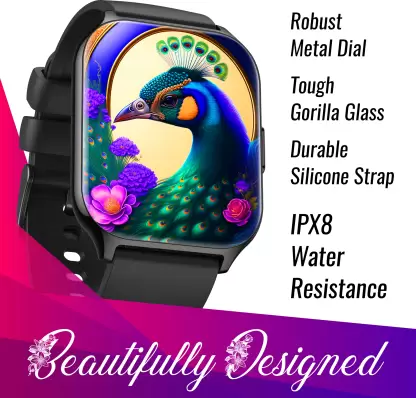 Robust
Metal Dial
Tough
Gorilla Glass
Durable
Silicone Strap
IPX8
Water
Resistance
Beautifully Designed